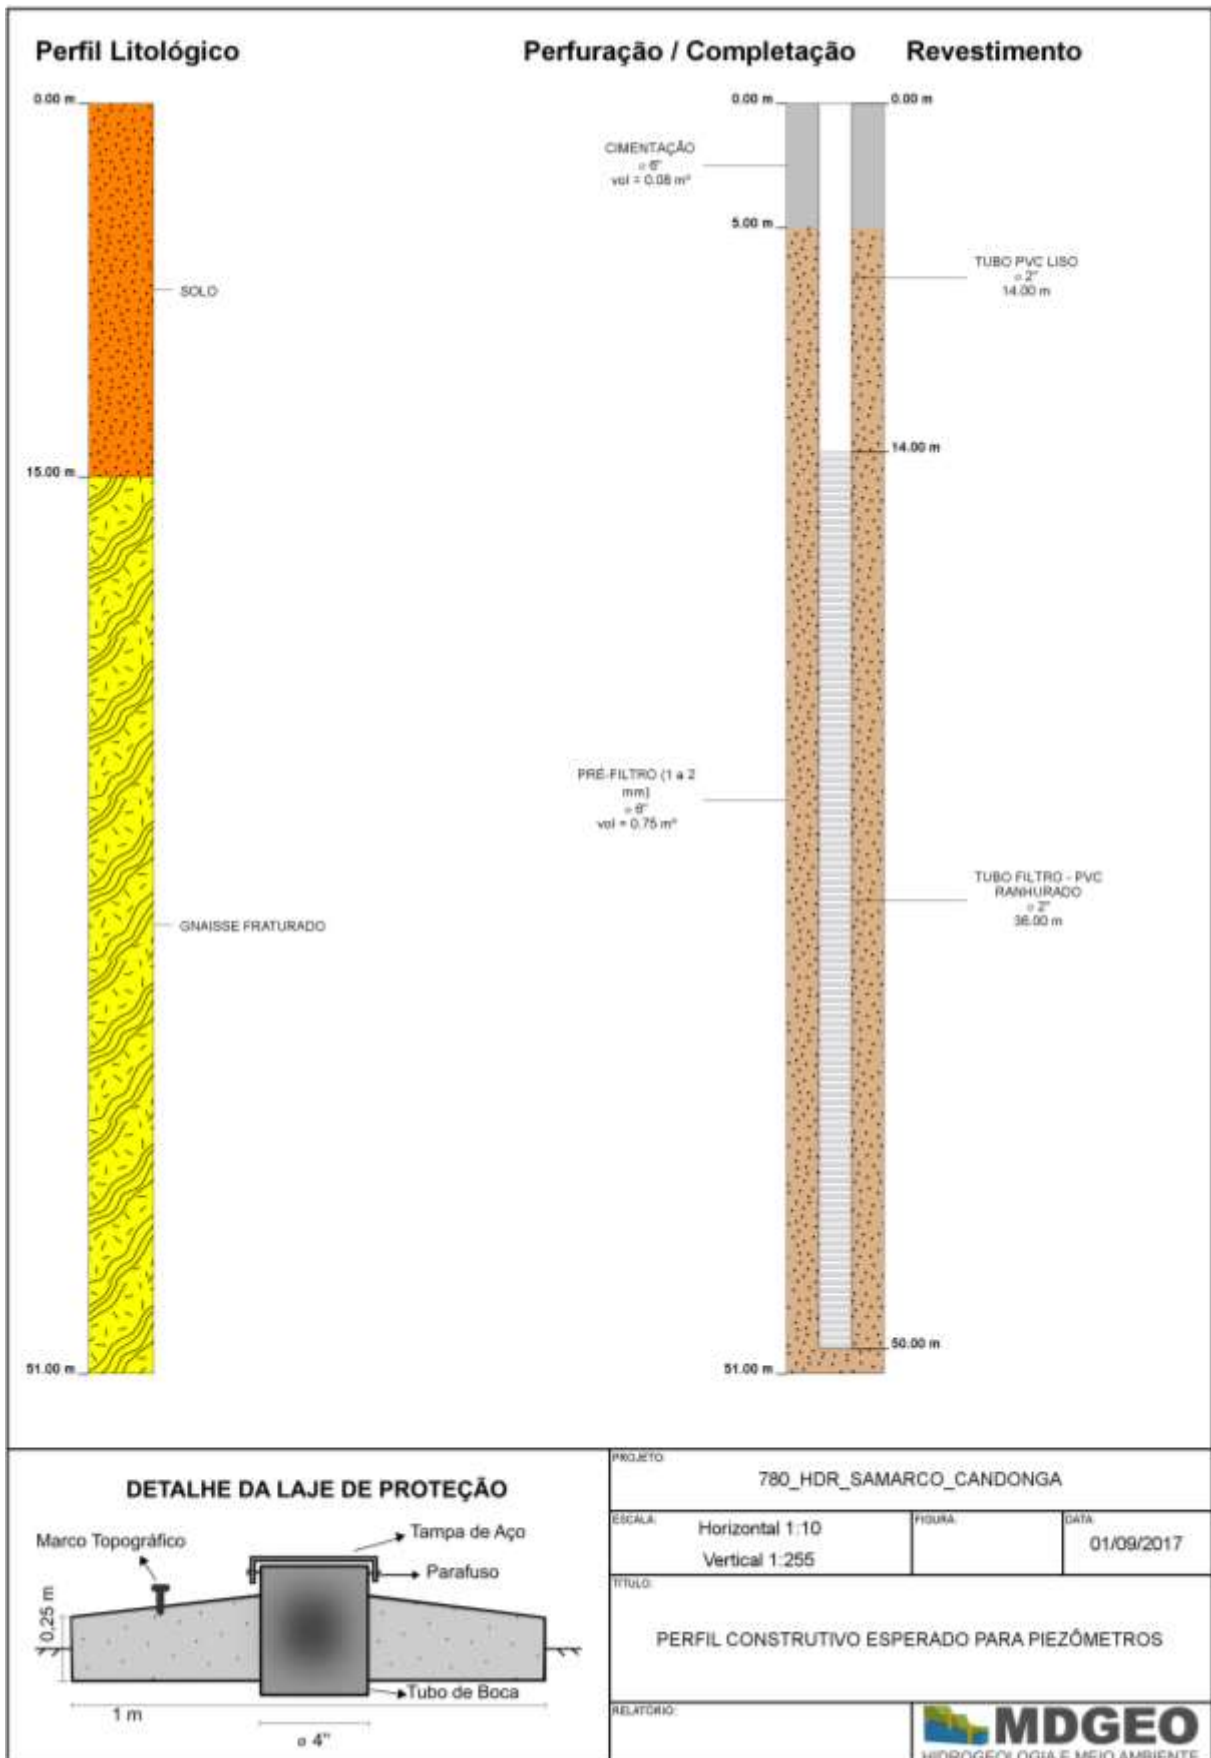 Perfil Litológico
Perfuração / Completação
Revestimento
0.00 m
15.00 m
51.00 m
SOLO
GNAISSE FRATURADO
0.00 m
5.00 m
51.00 m
CIMENTAÇÃO
ø 6"
vol = 0.08 m³
PRÉ-FILTRO (1 a 2
mm)
ø 6"
vol = 0.75 m³
0.00 m
14.00 m
50.00 m
TUBO PVC LISO
ø 2"
14.00 m
TUBO FILTRO - PVC
RANHURADO
ø 2"
36.00 m
DETALHE DA LAJE DE PROTEÇÃO
Marco Topográfico
Tampa de Aço
Parafuso
0,25 m
Tubo de Boca
1 m
ø 4"
PROJETO:
780_HDR_SAMARCO_CANDONGA
ESCALA:
Horizontal 1:10
Vertical 1:255
FIGURA:
DATA:
01/09/2017
TÍTULO:
PERFIL CONSTRUTIVO ESPERADO PARA PIEZÔMETROS
RELATÓRIO:
MDGEO
HIDROGEOLOGIA E MEIO AMBIENTE